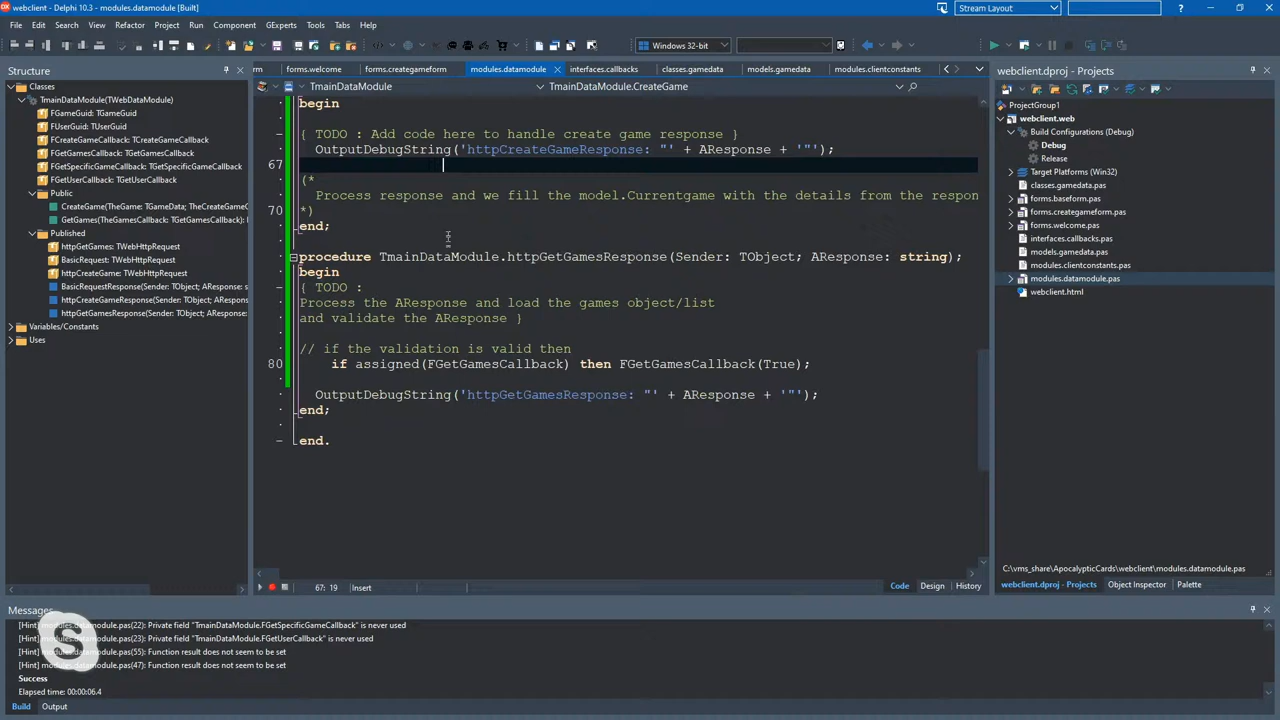 webclient - Delphi 10.3 - modules.datamodule [Built]
Stream Layout
File Edit Search View Refactor Project Run Component GExperts Tools Tabs Help
Windows 32-bit
Structure
Classes
TmainDataModule(TWebDataModule)
FGameGuid: TGameGuid
FUserGuid: TUserGuid
FCreateGameCallback: TCreateGameCallback
FGetGamesCallback: TGetGamesCallback
FGetSpecificGameCallback: TGetSpecificGameCallback
FGetUserCallback: TGetUserCallback
Public
CreateGame(TheGame: TGameData; TheCreateGame
GetGames(TheGamesCallback: TGetGamesCallback):
Published
httpGetGames: TWebHttpRequest
BasicRequest: TWebHttpRequest
httpCreateGame: TWebHttpRequest
BasicRequestResponse(Sender: TObject; AResponse:
httpCreateGameResponse(Sender: TObject; ARespons
httpGetGamesResponse(Sender: TObject; AResponse:
Variables/Constants
Uses
rm forms.welcome forms.creategameform modules.datamodule interfaces.callbacks classes.gamedata models.gamedata modules.clientconstants
TmainDataModule TmainDataModule.CreateGame
begin
{ TODO : Add code here to handle create game response }
OutputDebugString('httpCreateGameResponse: "' + AResponse + '"');
67
(*
Process response and we fill the model.Currentgame with the details from the respon
70 *)
end;
procedure TmainDataModule.httpGetGamesResponse(Sender: TObject; AResponse: string);
begin
{ TODO :
Process the AResponse and load the games object/list
and validate the AResponse }
// if the validation is valid then
80 if assigned(FGetGamesCallback) then FGetGamesCallback(True);
OutputDebugString('httpGetGamesResponse: "' + AResponse + '"');
end;
end.
67: 19 Insert
Code Design History
webclient.dproj - Projects
ProjectGroup1
webclient.web
Build Configurations (Debug)
Debug
Release
Target Platforms (Win32)
classes.gamedata.pas
forms.baseform.pas
forms.creategameform.pas
forms.welcome.pas
interfaces.callbacks.pas
models.gamedata.pas
modules.clientconstants.pas
modules.datamodule.pas
webclient.html
C:\vms_share\ApocalypticCards\webclient\modules.datamodule.pas
webclient.dproj - Projects Object Inspector Palette
Messages
[Hint] modules.datamodule.pas(22): Private field "TmainDataModule.FGetSpecificGameCallback" is never used
[Hint] modules.datamodule.pas(23): Private field "TmainDataModule.FGetUserCallback" is never used
[Hint] modules.datamodule.pas(55): Function result does not seem to be set
[Hint] modules.datamodule.pas(47): Function result does not seem to be set
Success
Elapsed time: 00:00:06.4
Build Output